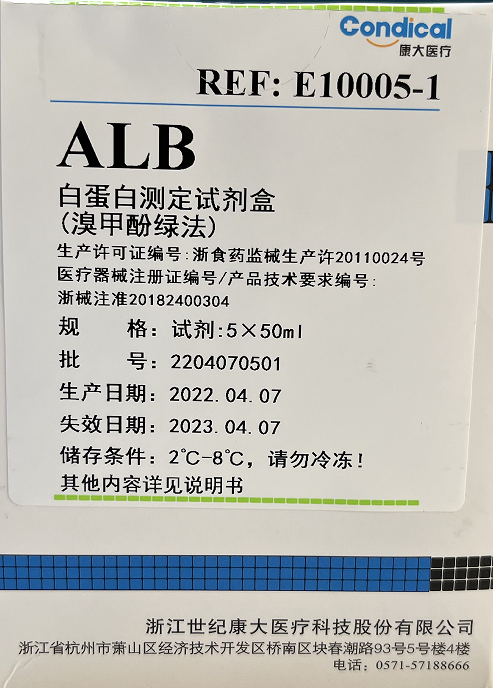 Condical
康大医疗
REF: E10005-1
ALB
白蛋白测定试剂盒
(溴甲酚绿法)
生产许可证编号:浙食药监械生产许20110024号
医疗器械注册证编号/产品技术要求编号:
浙械注准20182400304
规 格: 试剂:5×50ml
批 号: 2204070501
生产日期: 2022.04.07
失效日期: 2023.04.07
储存条件: 2℃-8℃, 请勿冷冻!
其他内容详见说明书
浙江世纪康大医疗科技股份有限公司
浙江省杭州市萧山区经济技术开发区桥南区块春潮路93号5号楼4楼
电话: 0571-57188666